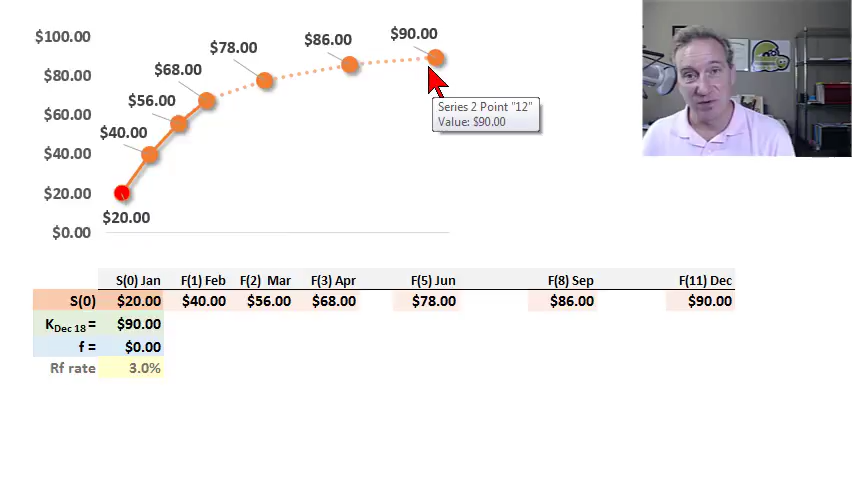 $100.00
$80.00
$60.00
$40.00
$20.00
$0.00
$20.00
$40.00
$56.00
$68.00
$78.00
$86.00
$90.00
Series 2 Point "12"
Value: $90.00
S(0) Jan F(1) Feb F(2) Mar F(3) Apr F(5) Jun F(8) Sep F(11) Dec
S(0) $20.00 $40.00 $56.00 $68.00 $78.00 $86.00 $90.00
K Dec 18 = $90.00
f = $0.00
Rf rate 3.0%